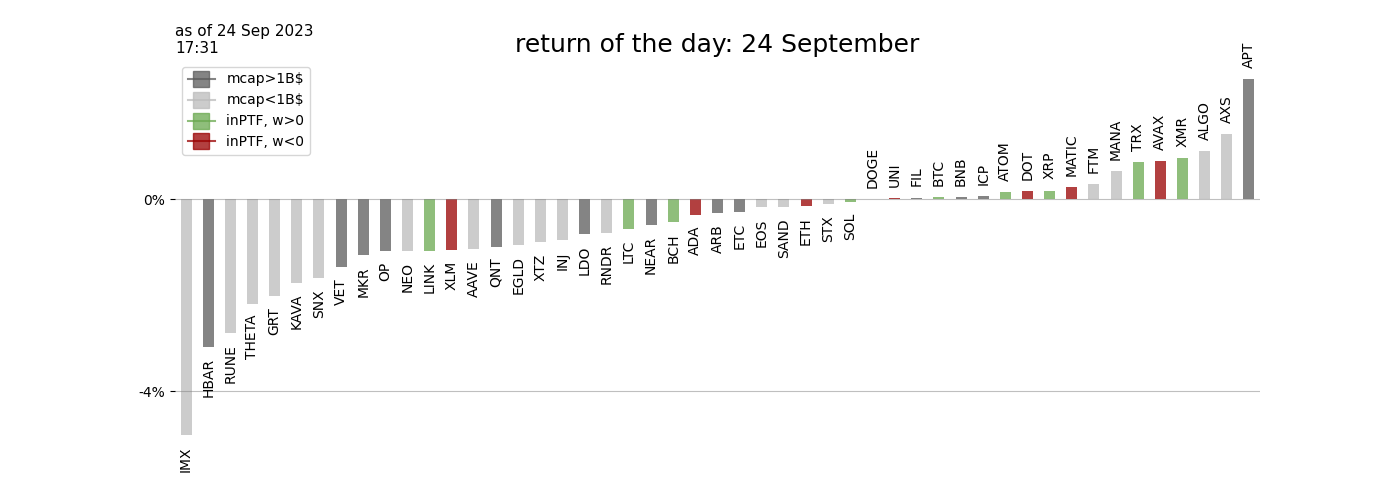 as of 24 Sep 2023
17:31
return of the day: 24 September
mcap>1B$
mcap<1B$
inPTF, w>0
inPTF, w<0
0%
-4%
IMX
HBAR
RUNE
THETA
GRT
KAVA
SNX
VET
MKR
OP
NEO
LINK
XLM
AAVE
QNT
EGLD
XTZ
INJ
LDO
RNDR
LTC
NEAR
BCH
ADA
ARB
ETC
EOS
SAND
ETH
STX
SOL
DOGE
UNI
FIL
BTC
BNB
ICP
ATOM
DOT
XRP
MATIC
FTM
MANA
TRX
AVAX
XMR
ALGO
AXS
APT